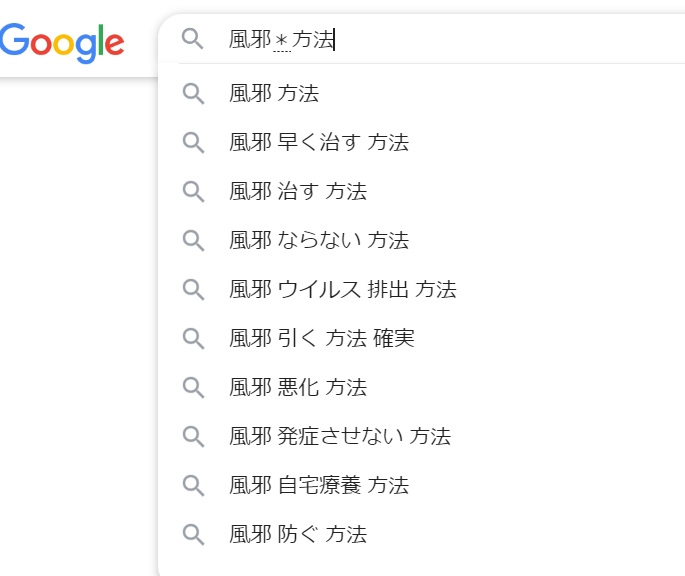 Google
風邪＊方法
風邪 方法
風邪 早く治す 方法
風邪 治す 方法
風邪 ならない 方法
風邪 ウイルス 排出 方法
風邪 引く 方法 確実
風邪 悪化 方法
風邪 発症させない 方法
風邪 自宅療養 方法
風邪 防ぐ 方法